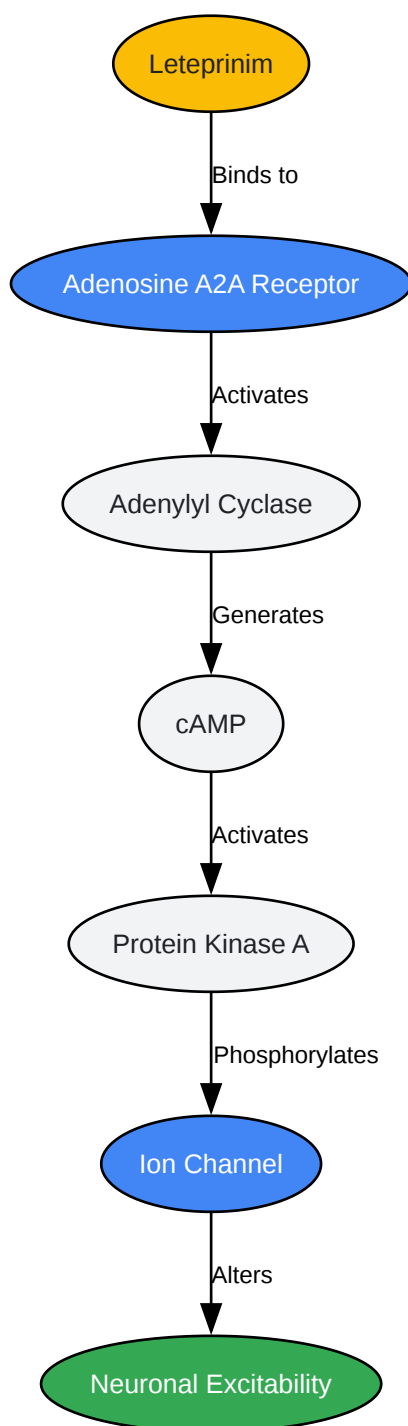 Leteprinim
Binds to
Adenosine A2A Receptor
Activates
Adenylyl Cyclase
Generates
cAMP
Activates
Protein Kinase A
Phosphorylates
Ion Channel
Alters
Neuronal Excitability